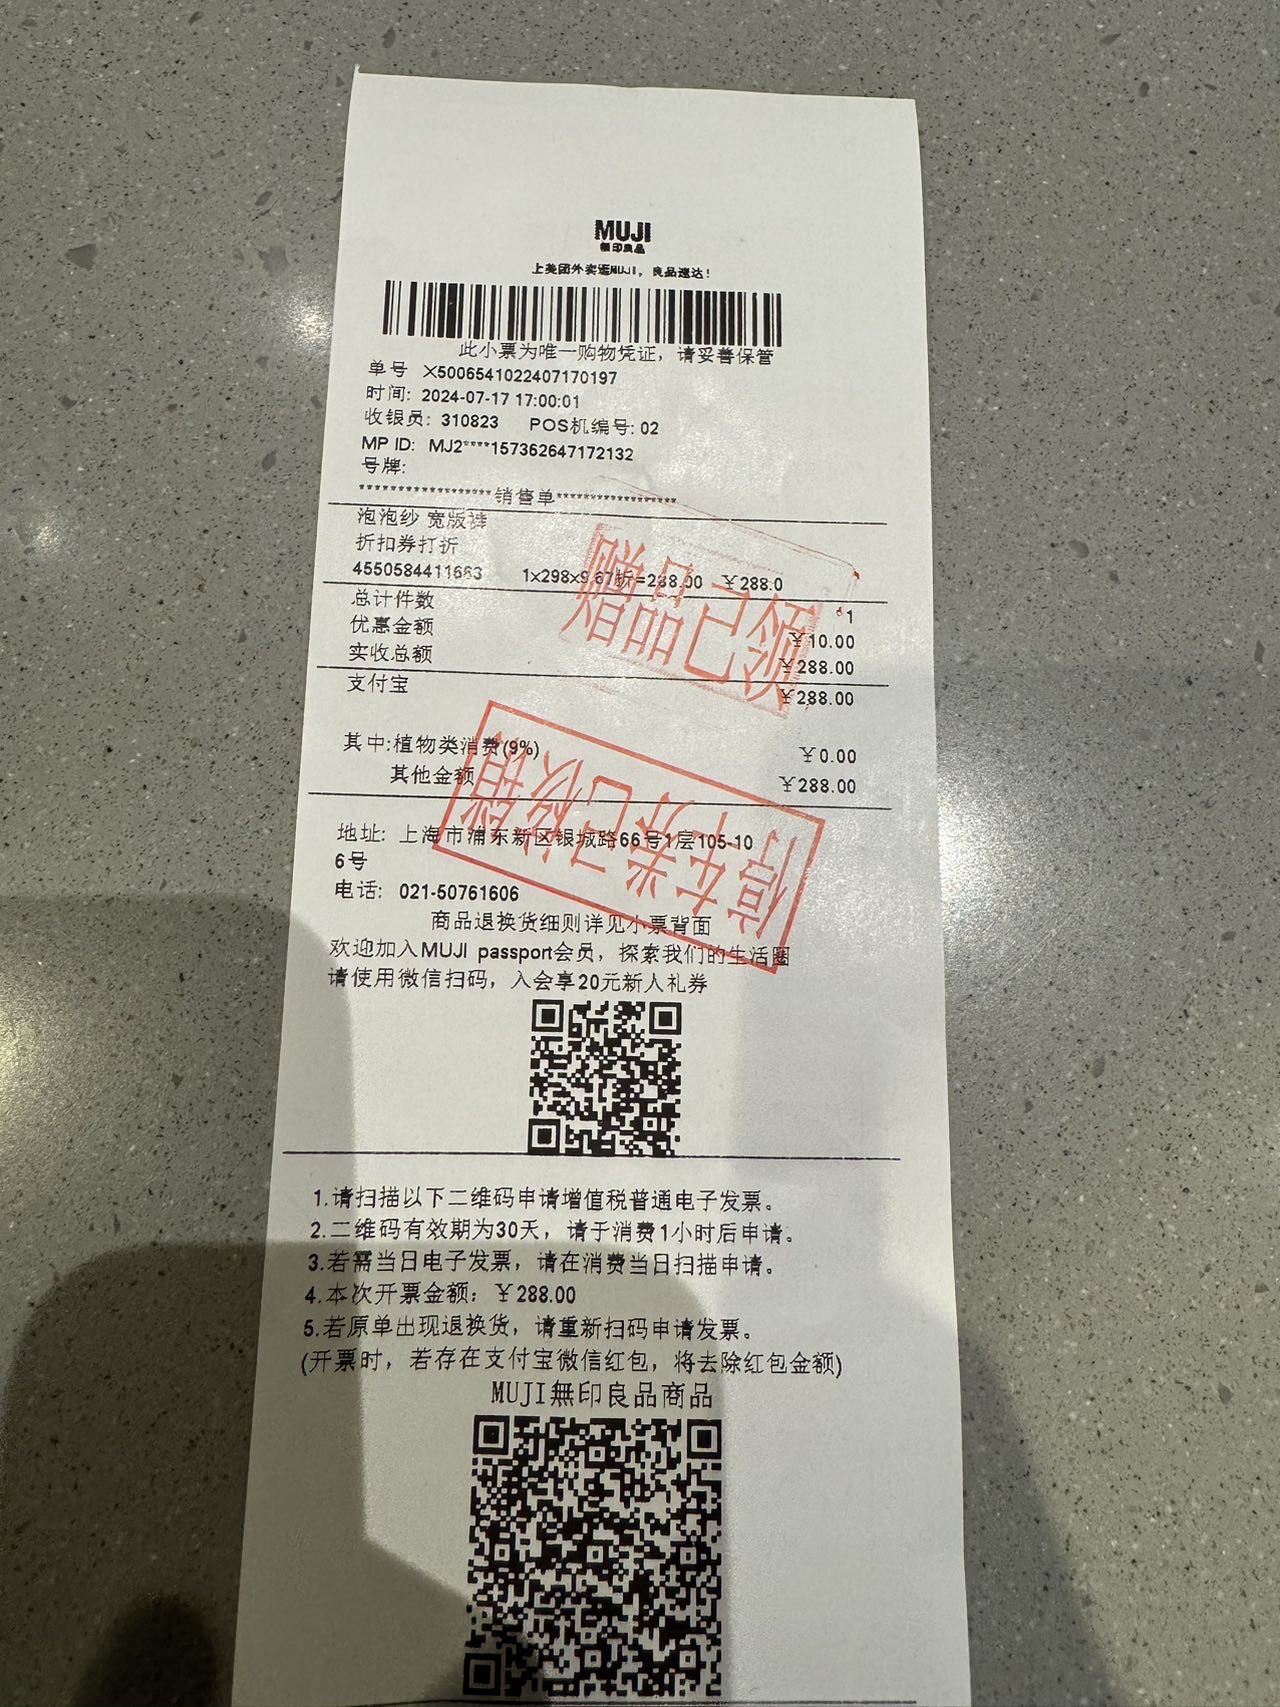 MUJI
無印良品
上美团外卖逛MUJI，良品速达！
此小票为唯一购物凭证，请妥善保管
单号 X5006541022407170197
时间: 2024-07-17 17:00:01
收银员: 310823 POS机编号: 02
MP ID: MJ2****157362647172132
号牌:
*****************销售单*****************
泡泡纱 宽版裤
折扣券打折
4550584411663 1x298x9.67折=288.00 ￥288.0
总计件数 1
优惠金额 ￥10.00
实收总额 ￥288.00
支付宝 ￥288.00
赠品已领
其中:植物类消费(9%) ￥0.00
其他金额 ￥288.00
停车券已核销
地址: 上海市浦东新区银城路66号1层105-10
6号
电话: 021-50761606
商品退换货细则详见小票背面
欢迎加入MUJI passport会员，探索我们的生活圈
请使用微信扫码，入会享20元新人礼券
1.请扫描以下二维码申请增值税普通电子发票。
2.二维码有效期为30天，请于消费1小时后申请。
3.若需当日电子发票，请在消费当日扫描申请。
4.本次开票金额: ￥288.00
5.若原单出现退换货，请重新扫码申请发票。
(开票时，若存在支付宝微信红包，将去除红包金额)
MUJI無印良品商品